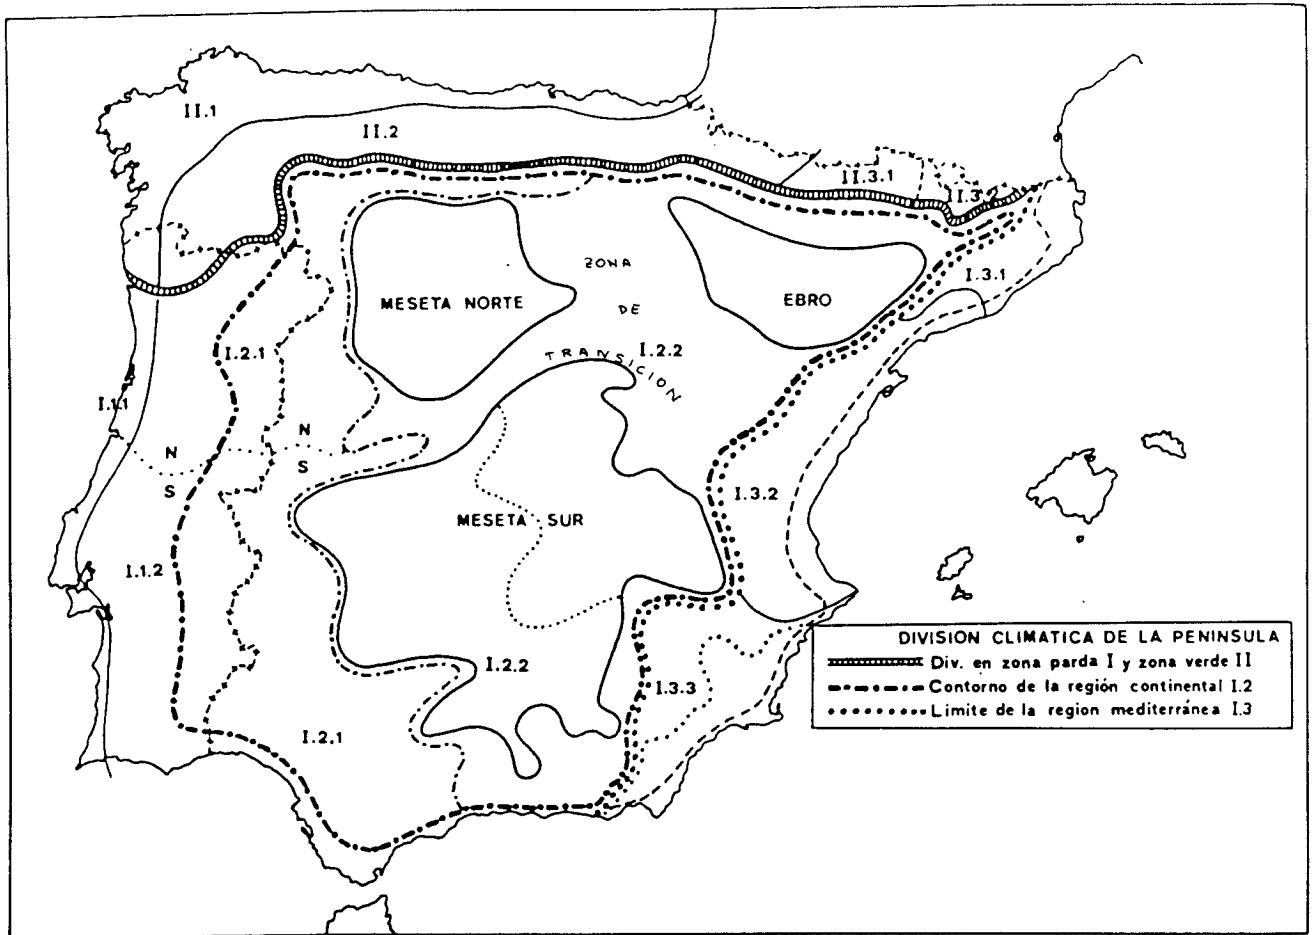 II.1
II.2
II.3.1
II.3.2
I.3.1
ZONA
DE
TRANSICION
MESETA NORTE
EBRO
I.2.1
I.2.2
I.1.1
N
S
N
S
I.3.2
MESETA SUR
I.1.2
I.2.2
I.3.3
I.2.1
DIVISION CLIMATICA DE LA PENINSULA
Div. en zona parda I y zona verde II
Contorno de la región continental I.2
Limite de la region mediterránea I.3